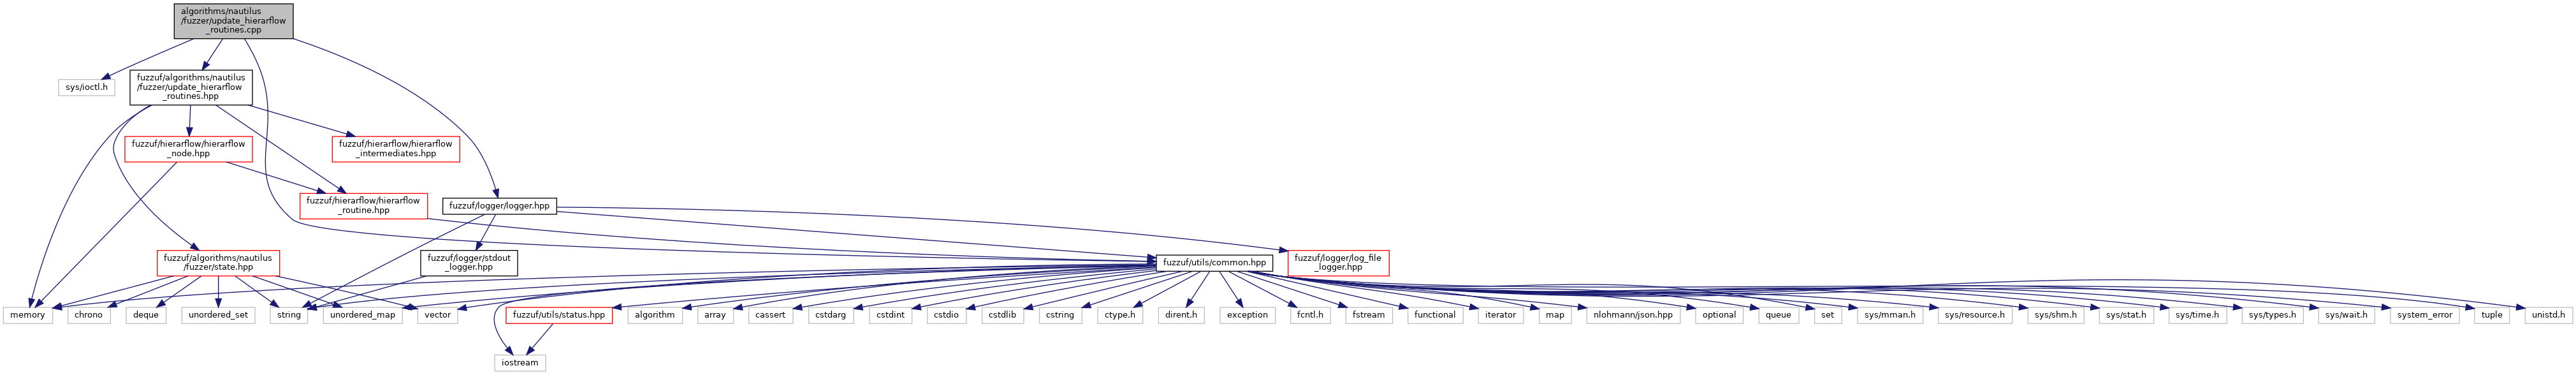 algorithms/nautilus
/fuzzer/update_hierarflow
_routines.cpp
sys/ioctl.h
fuzzuf/algorithms/nautilus
/fuzzer/update_hierarflow
_routines.hpp
fuzzuf/hierarflow/hierarflow
_node.hpp
fuzzuf/hierarflow/hierarflow
_intermediates.hpp
fuzzuf/hierarflow/hierarflow
_routine.hpp
fuzzuf/logger/logger.hpp
fuzzuf/algorithms/nautilus
/fuzzer/state.hpp
fuzzuf/logger/stdout
_logger.hpp
fuzzuf/utils/common.hpp
fuzzuf/logger/log_file
_logger.hpp
memory
chrono
deque
unordered_set
string
unordered_map
vector
fuzzuf/utils/status.hpp
algorithm
array
cassert
cstdarg
cstdint
cstdio
cstdlib
cstring
ctype.h
dirent.h
exception
fcntl.h
fstream
functional
iterator
map
nlohmann/json.hpp
optional
queue
set
sys/mman.h
sys/resource.h
sys/shm.h
sys/stat.h
sys/time.h
sys/types.h
sys/wait.h
system_error
tuple
unistd.h
iostream